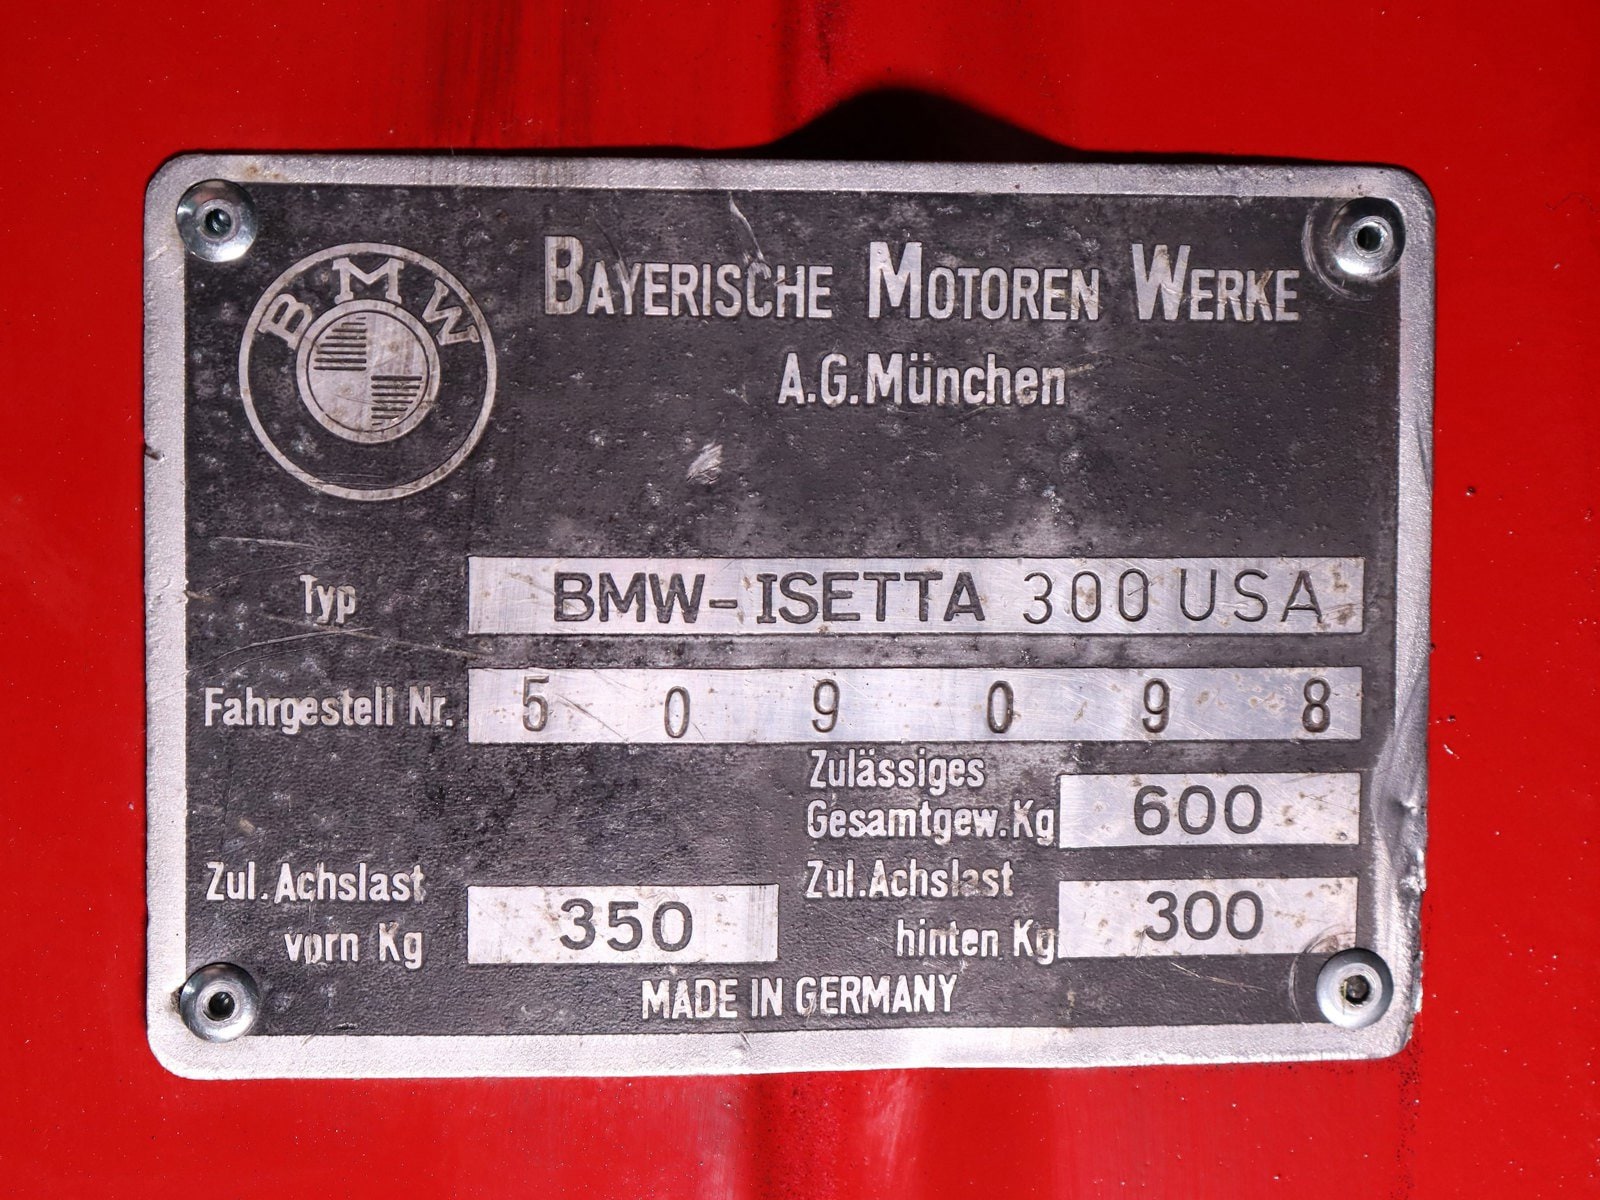 BMW
BAYERISCHE MOTOREN WERKE
A.G. München
Typ BMW-ISETTA 300 USA
Fahrgestell Nr. 5 0 9 0 9 8
Zulässiges
Gesamtgew. Kg 600
Zul. Achslast
vorn Kg 350
Zul. Achslast
hinten Kg 300
MADE IN GERMANY